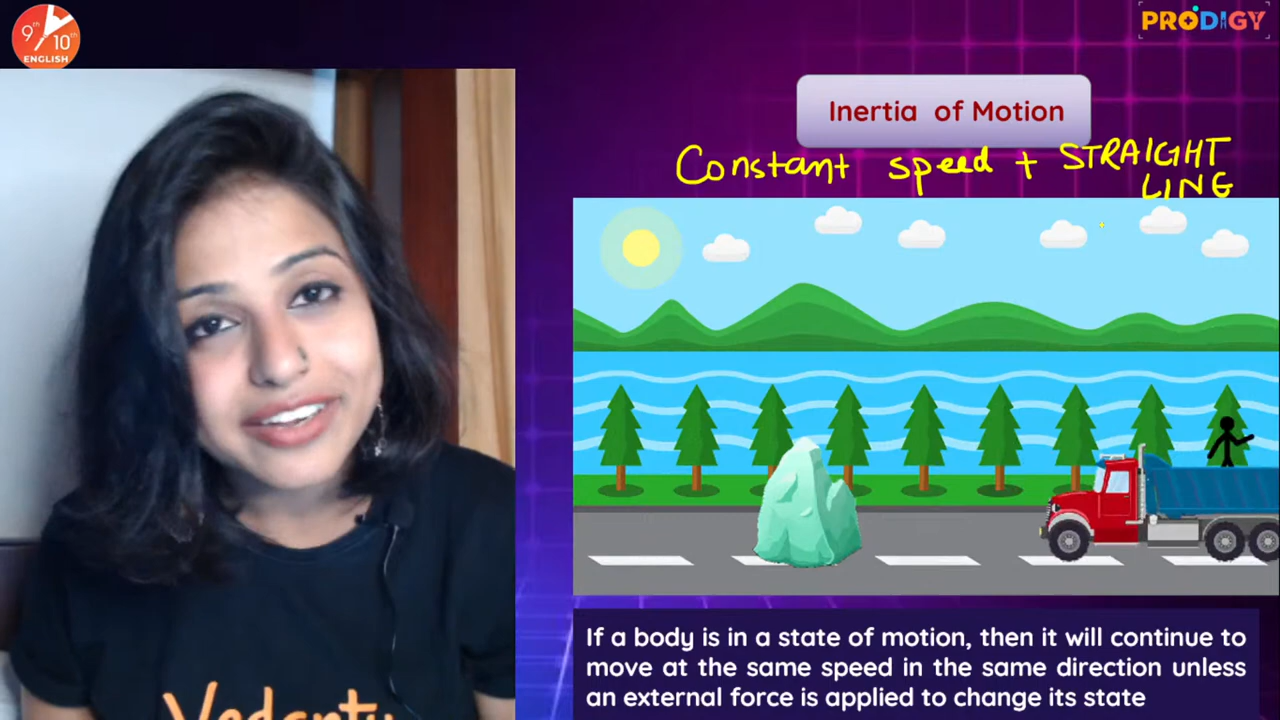 9th
10th
ENGLISH
PRODIGY
Inertia of Motion
Constant speed + STRAIGHT
LING
If a body is in a state of motion, then it will continue to
move at the same speed in the same direction unless
an external force is applied to change its state
Vedantu